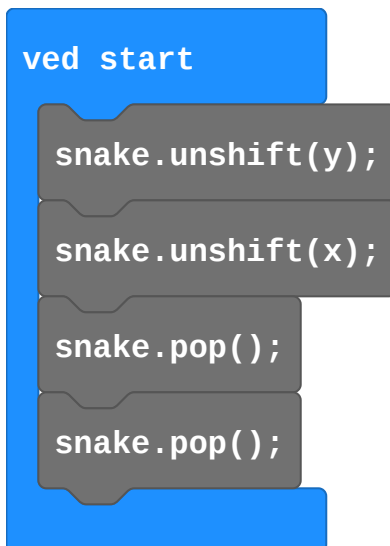 ved start
snake.unshift(y);
snake.unshift(x);
snake.pop();
snake.pop();